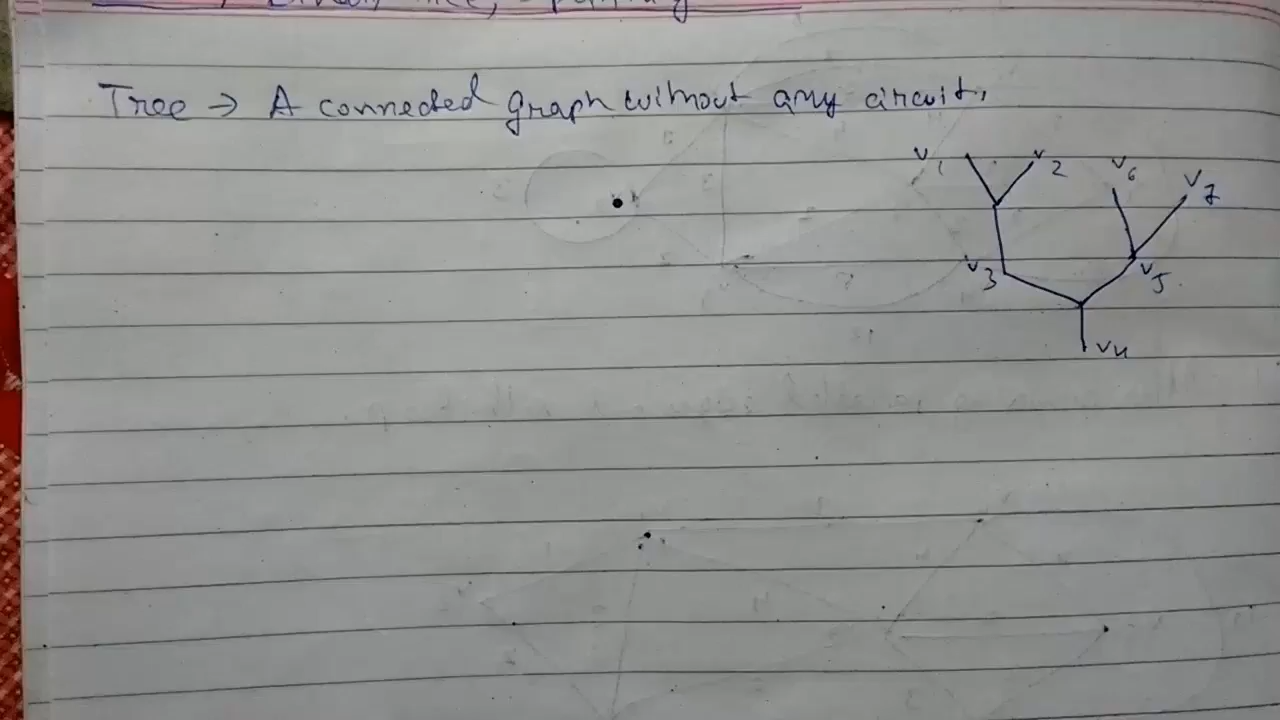 Tree → A connected graph without any circuit.
v1 v2 v6 v7
v3 v5
v4